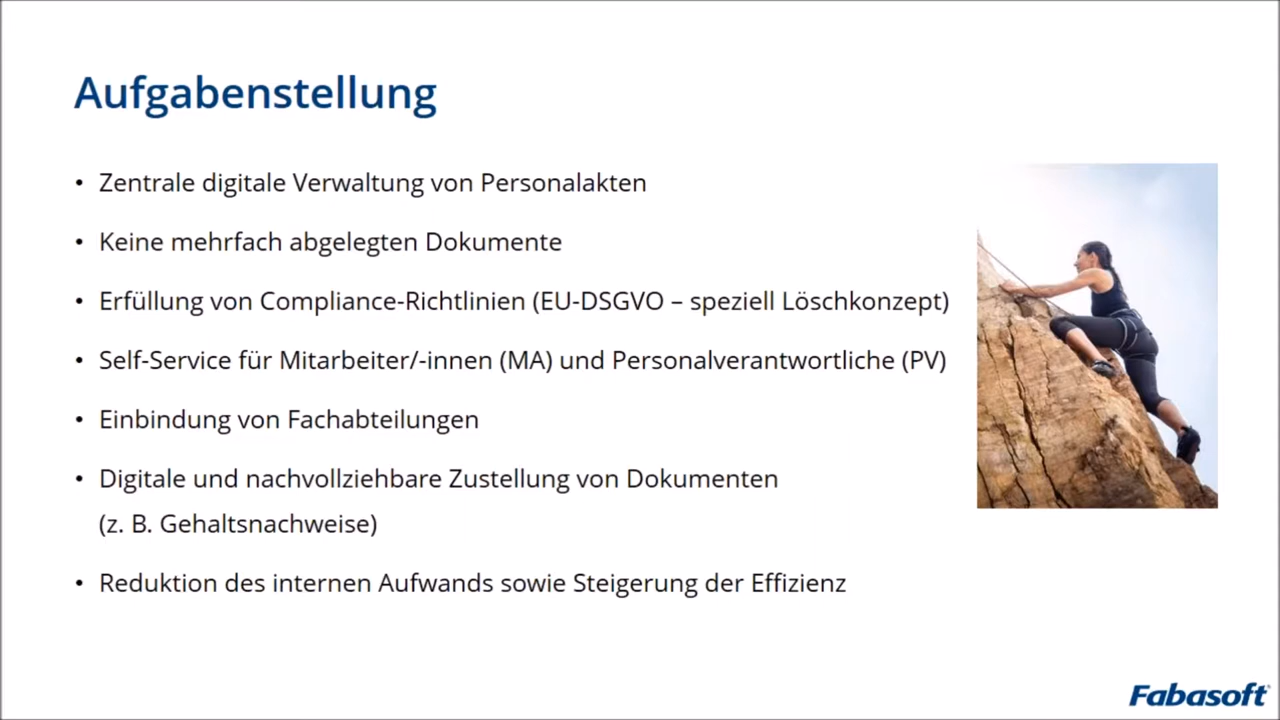 Aufgabenstellung
• Zentrale digitale Verwaltung von Personalakten
• Keine mehrfach abgelegten Dokumente
• Erfüllung von Compliance-Richtlinien (EU-DSGVO – speziell Löschkonzept)
• Self-Service für Mitarbeiter/-innen (MA) und Personalverantwortliche (PV)
• Einbindung von Fachabteilungen
• Digitale und nachvollziehbare Zustellung von Dokumenten
(z. B. Gehaltsnachweise)
• Reduktion des internen Aufwands sowie Steigerung der Effizienz
Fabasoft®